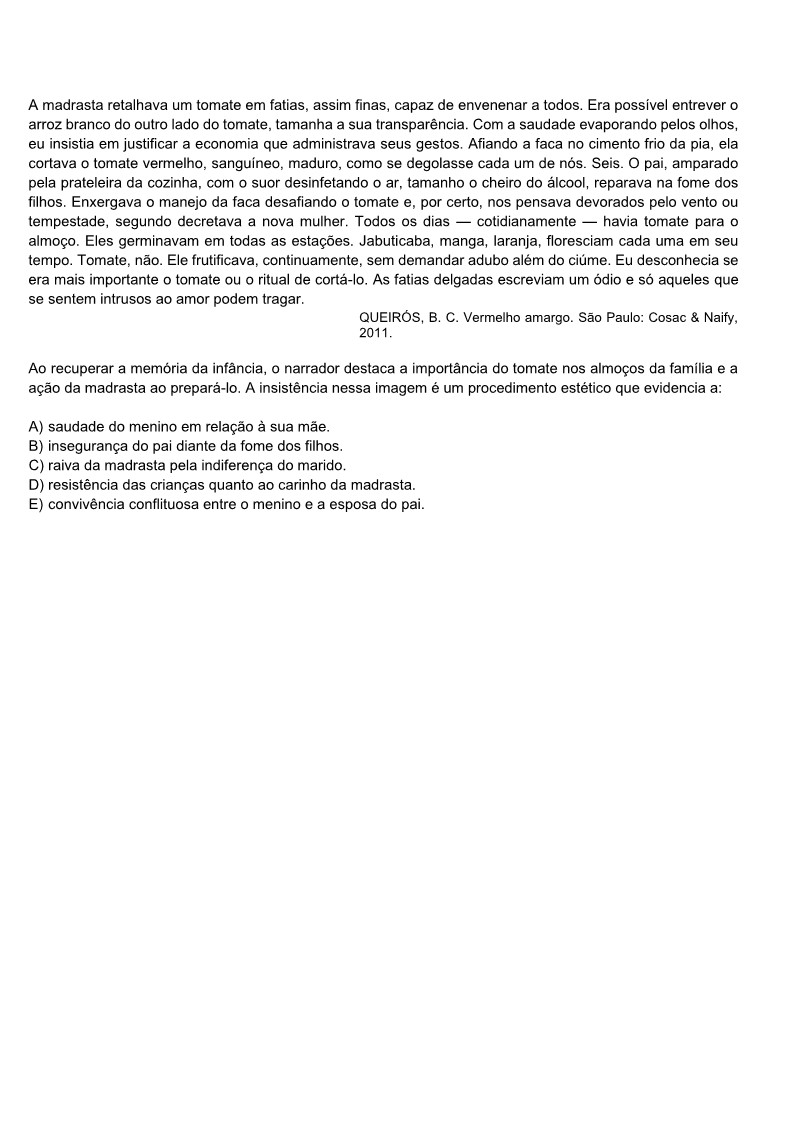 A madrasta retalhava um tomate em fatias, assim finas, capaz de envenenar a todos. Era possível entrever o
arroz branco do outro lado do tomate, tamanha a sua transparência. Com a saudade evaporando pelos olhos,
eu insistia em justificar a economia que administrava seus gestos. Afiando a faca no cimento frio da pia, ela
cortava o tomate vermelho, sanguíneo, maduro, como se degolasse cada um de nós. Seis. O pai, amparado
pela prateleira da cozinha, com o suor desinfetando o ar, tamanho o cheiro do álcool, reparava na fome dos
filhos. Enxergava o manejo da faca desafiando o tomate e, por certo, nos pensava devorados pelo vento ou
tempestade, segundo decretava a nova mulher. Todos os dias — cotidianamente — havia tomate para o
almoço. Eles germinavam em todas as estações. Jabuticaba, manga, laranja, floresciam cada uma em seu
tempo. Tomate, não. Ele frutificava, continuamente, sem demandar adubo além do ciúme. Eu desconhecia se
era mais importante o tomate ou o ritual de cortá-lo. As fatias delgadas escreviam um ódio e só aqueles que
se sentem intrusos ao amor podem tragar.
QUEIRÓS, B. C. Vermelho amargo. São Paulo: Cosac & Naify,
2011.
Ao recuperar a memória da infância, o narrador destaca a importância do tomate nos almoços da família e a
ação da madrasta ao prepará-lo. A insistência nessa imagem é um procedimento estético que evidencia a:
A) saudade do menino em relação à sua mãe.
B) insegurança do pai diante da fome dos filhos.
C) raiva da madrasta pela indiferença do marido.
D) resistência das crianças quanto ao carinho da madrasta.
E) convivência conflituosa entre o menino e a esposa do pai.